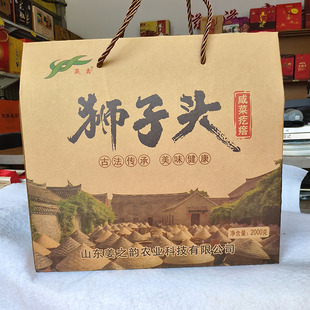 狮子头
咸菜疙瘩
古法传承 美味健康
山东姜之韵农业科技有限公司
净含量：2000克